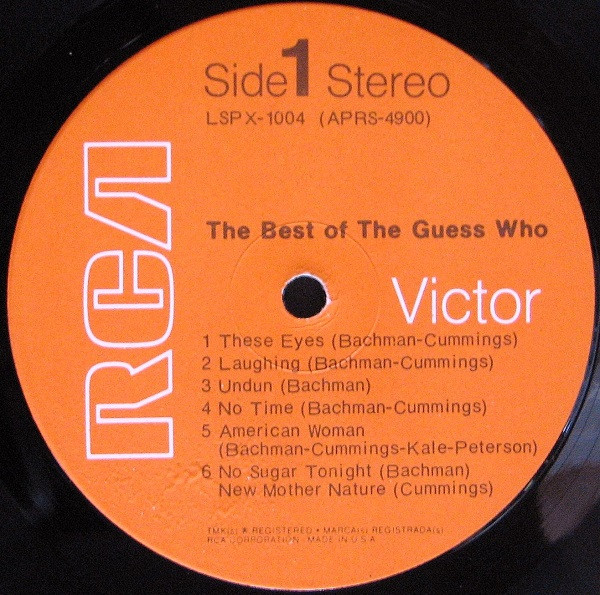 Side 1 Stereo
LSPX-1004 (APRS-4900)
RCA
The Best of The Guess Who
Victor
1 These Eyes (Bachman-Cummings)
2 Laughing (Bachman-Cummings)
3 Undun (Bachman)
4 No Time (Bachman-Cummings)
5 American Woman
(Bachman-Cummings-Kale-Peterson)
6 No Sugar Tonight (Bachman)
New Mother Nature (Cummings)
TMK(s) ® REGISTERED • MARCA(s) REGISTRADA(s)
RCA CORPORATION · MADE IN U.S.A.